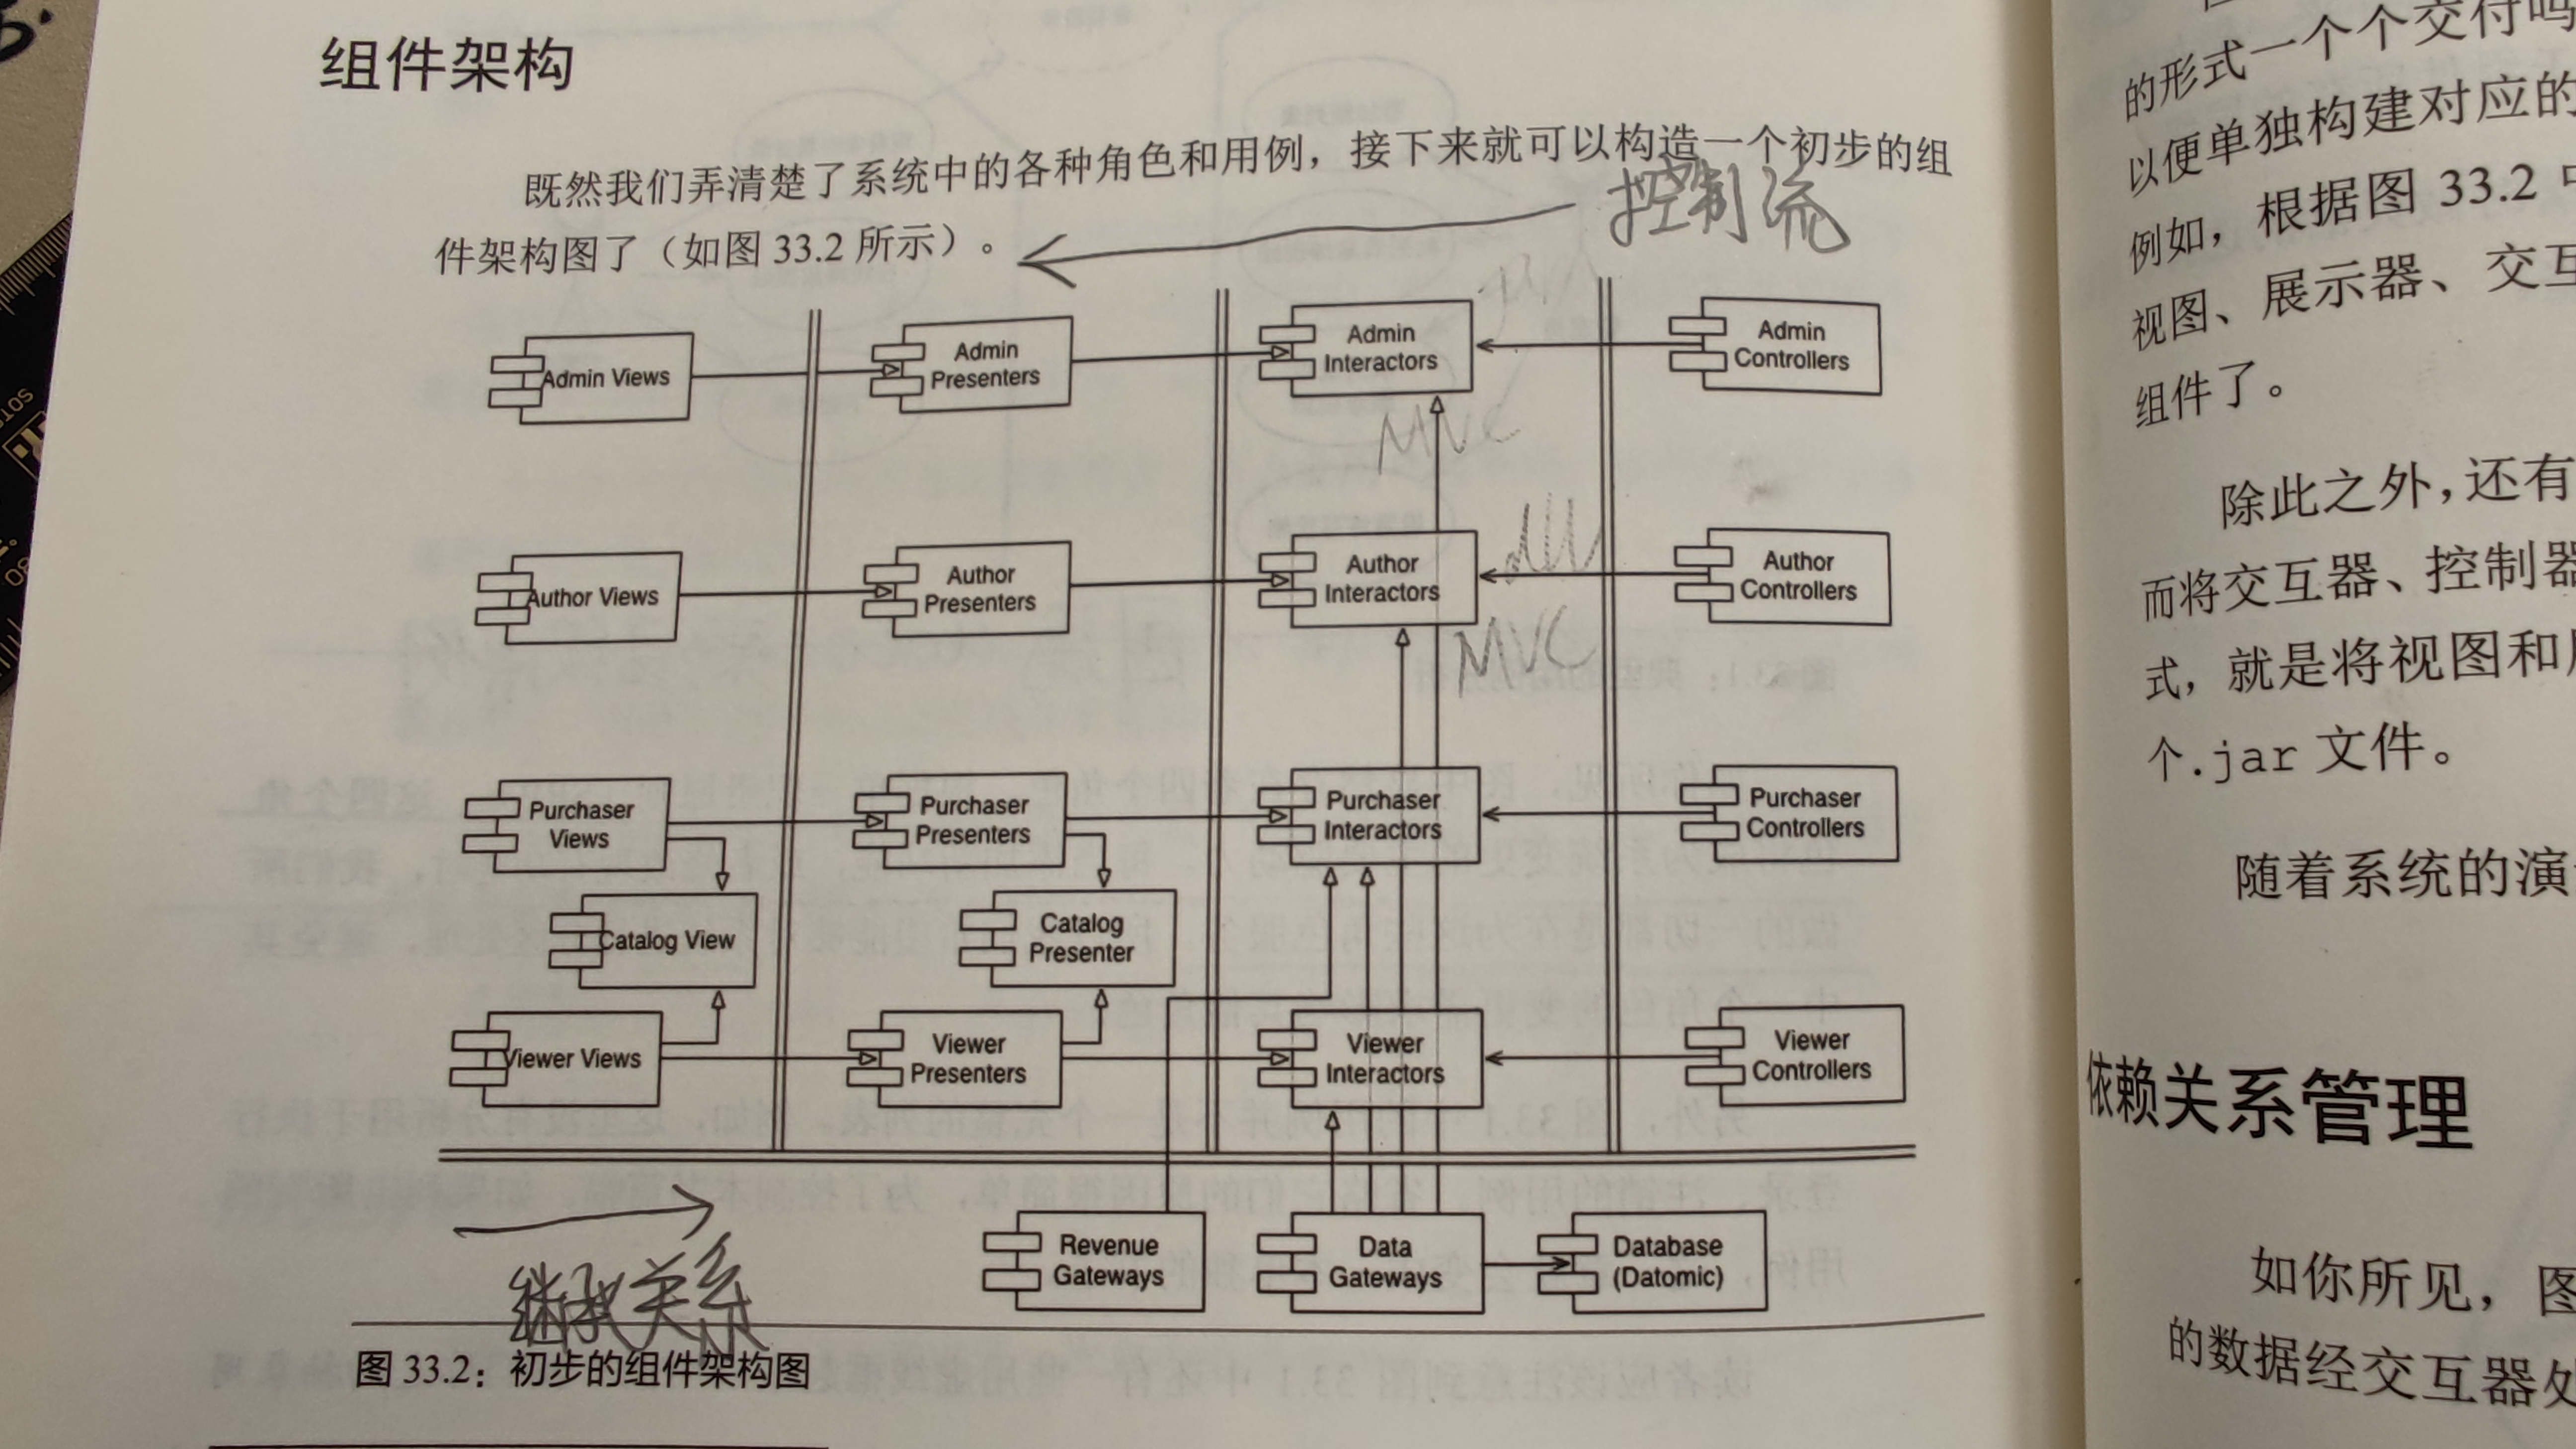 组件架构
既然我们弄清楚了系统中的各种角色和用例，接下来就可以构造一个初步的组
件架构图了（如图 33.2 所示）。
控制流
Admin Views
Admin
Presenters
Admin
Interactors
Admin
Controllers
MVC
Author Views
Author
Presenters
Author
Interactors
Author
Controllers
MVC
Purchaser
Views
Purchaser
Presenters
Purchaser
Interactors
Purchaser
Controllers
Catalog View
Catalog
Presenter
Viewer Views
Viewer
Presenters
Viewer
Interactors
Viewer
Controllers
Revenue
Gateways
Data
Gateways
Database
(Datomic)
继承关系
图 33.2：初步的组件架构图
的形式一个个交付吗
以便单独构建对应的
例如，根据图 33.2
视图、展示器、交互
组件了。
除此之外，还有
而将交互器、控制器
式，就是将视图和
个.jar 文件。
随着系统的演
依赖关系管理
如你所见，图
的数据经交互器处